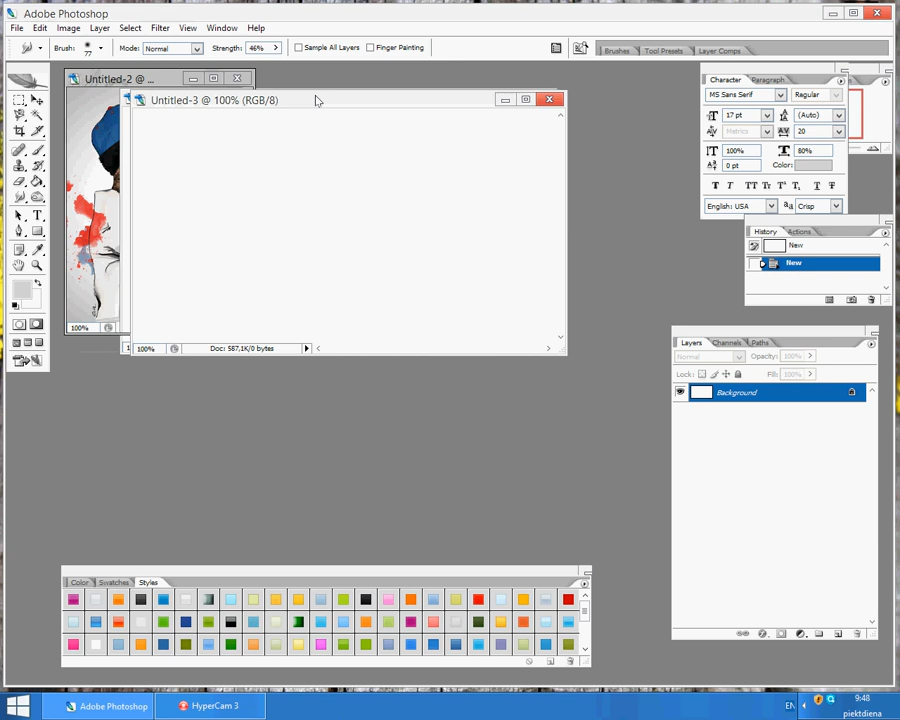 Adobe Photoshop
File Edit Image Layer Select Filter View Window Help
Brush: 77 Mode: Normal Strength: 46% Sample All Layers Finger Painting
Brushes Tool Presets Layer Comps
Untitled-2 @ ...
Untitled-3 @ 100% (RGB/8)
Character Paragraph
MS Sans Serif Regular
17 pt (Auto)
Metrics 20
100% 80%
0 pt Color:
English: USA Crisp
History Actions
New
New
100%
100% Doc: 587,1K/0 bytes
Layers Channels Paths
Normal Opacity: 100%
Lock: Fill: 100%
Background
Color Swatches Styles
Adobe Photoshop
HyperCam 3
EN
9:48
piektdiena